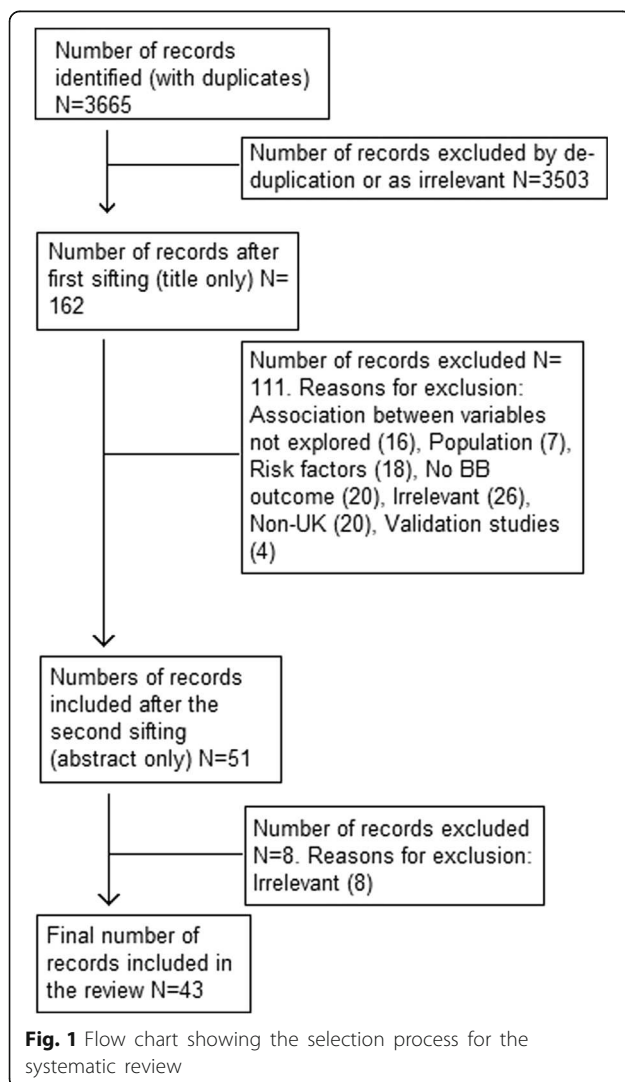 Number of records
identified (with duplicates)
N=3665
Number of records excluded by de-
duplication or as irrelevant N=3503
Number of records after
first sifting (title only) N=
162
Number of records excluded N=
111. Reasons for exclusion:
Association between variables
not explored (16), Population (7),
Risk factors (18), No BB
outcome (20), Irrelevant (26),
Non-UK (20), Validation studies
(4)
Numbers of records
included after the
second sifting
(abstract only) N=51
Number of records excluded
N=8. Reasons for exclusion:
Irrelevant (8)
Final number of
records included in
the review N=43
Fig. 1 Flow chart showing the selection process for the
systematic review